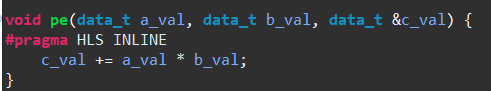 void pe(data_t a_val, data_t b_val, data_t &c_val) {
#pragma HLS INLINE
    c_val += a_val * b_val;
}